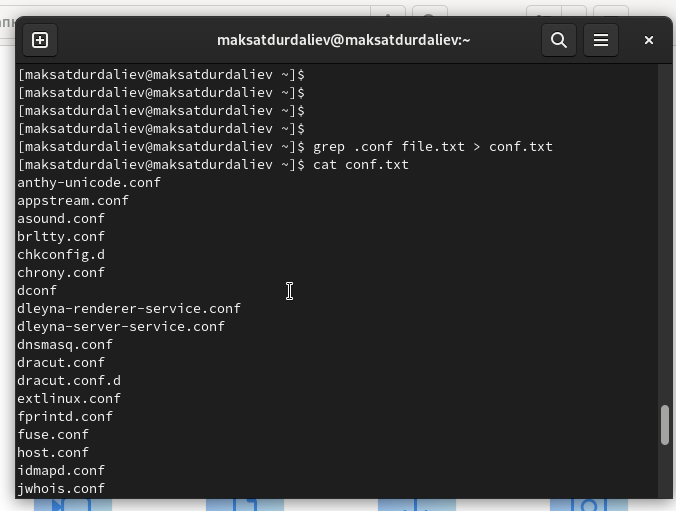 maksatdurdaliev@maksatdurdaliev:~
[maksatdurdaliev@maksatdurdaliev ~]$
[maksatdurdaliev@maksatdurdaliev ~]$
[maksatdurdaliev@maksatdurdaliev ~]$
[maksatdurdaliev@maksatdurdaliev ~]$
[maksatdurdaliev@maksatdurdaliev ~]$ grep .conf file.txt > conf.txt
[maksatdurdaliev@maksatdurdaliev ~]$ cat conf.txt
anthy-unicode.conf
appstream.conf
asound.conf
brltty.conf
chkconfig.d
chrony.conf
dconf
dleyna-renderer-service.conf
dleyna-server-service.conf
dnsmasq.conf
dracut.conf
dracut.conf.d
extlinux.conf
fprintd.conf
fuse.conf
host.conf
idmapd.conf
jwhois.conf